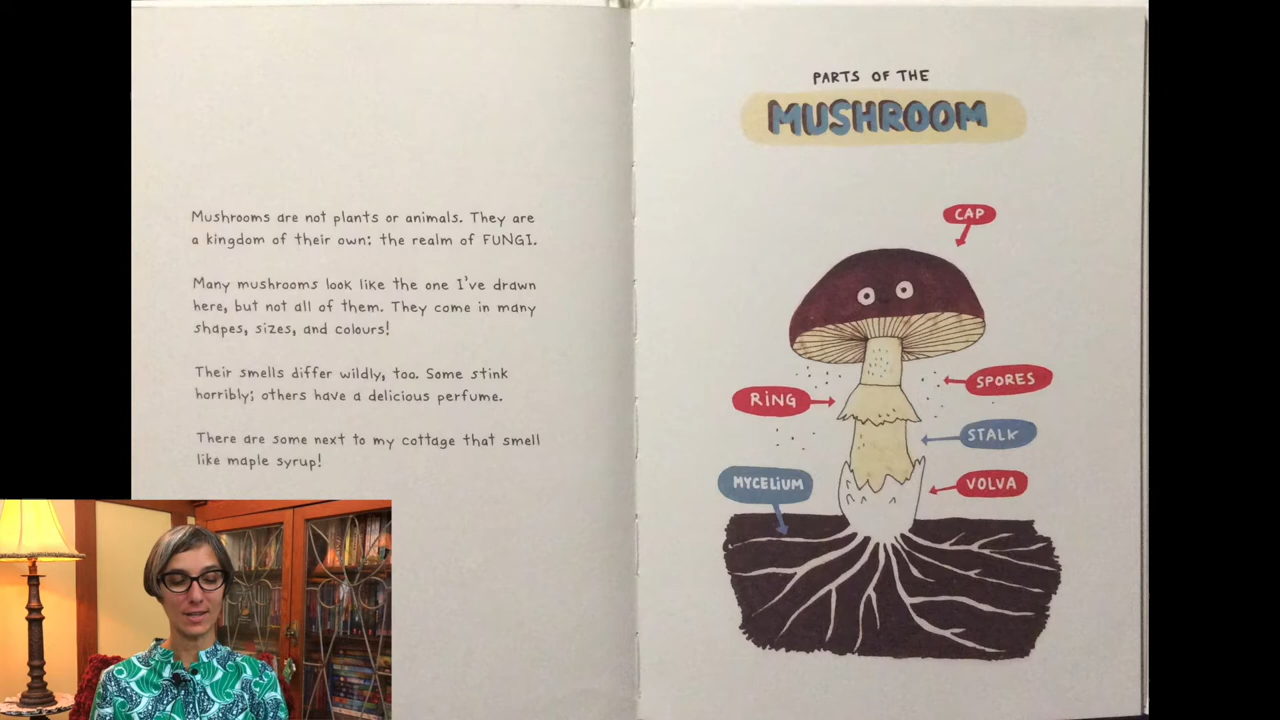 Mushrooms are not plants or animals. They are
a kingdom of their own: the realm of FUNGI.
Many mushrooms look like the one I've drawn
here, but not all of them. They come in many
shapes, sizes, and colours!
Their smells differ wildly, too. Some stink
horribly; others have a delicious perfume.
There are some next to my cottage that smell
like maple syrup!
PARTS OF THE
MUSHROOM
CAP
SPORES
RING
STALK
MYCELIUM
VOLVA